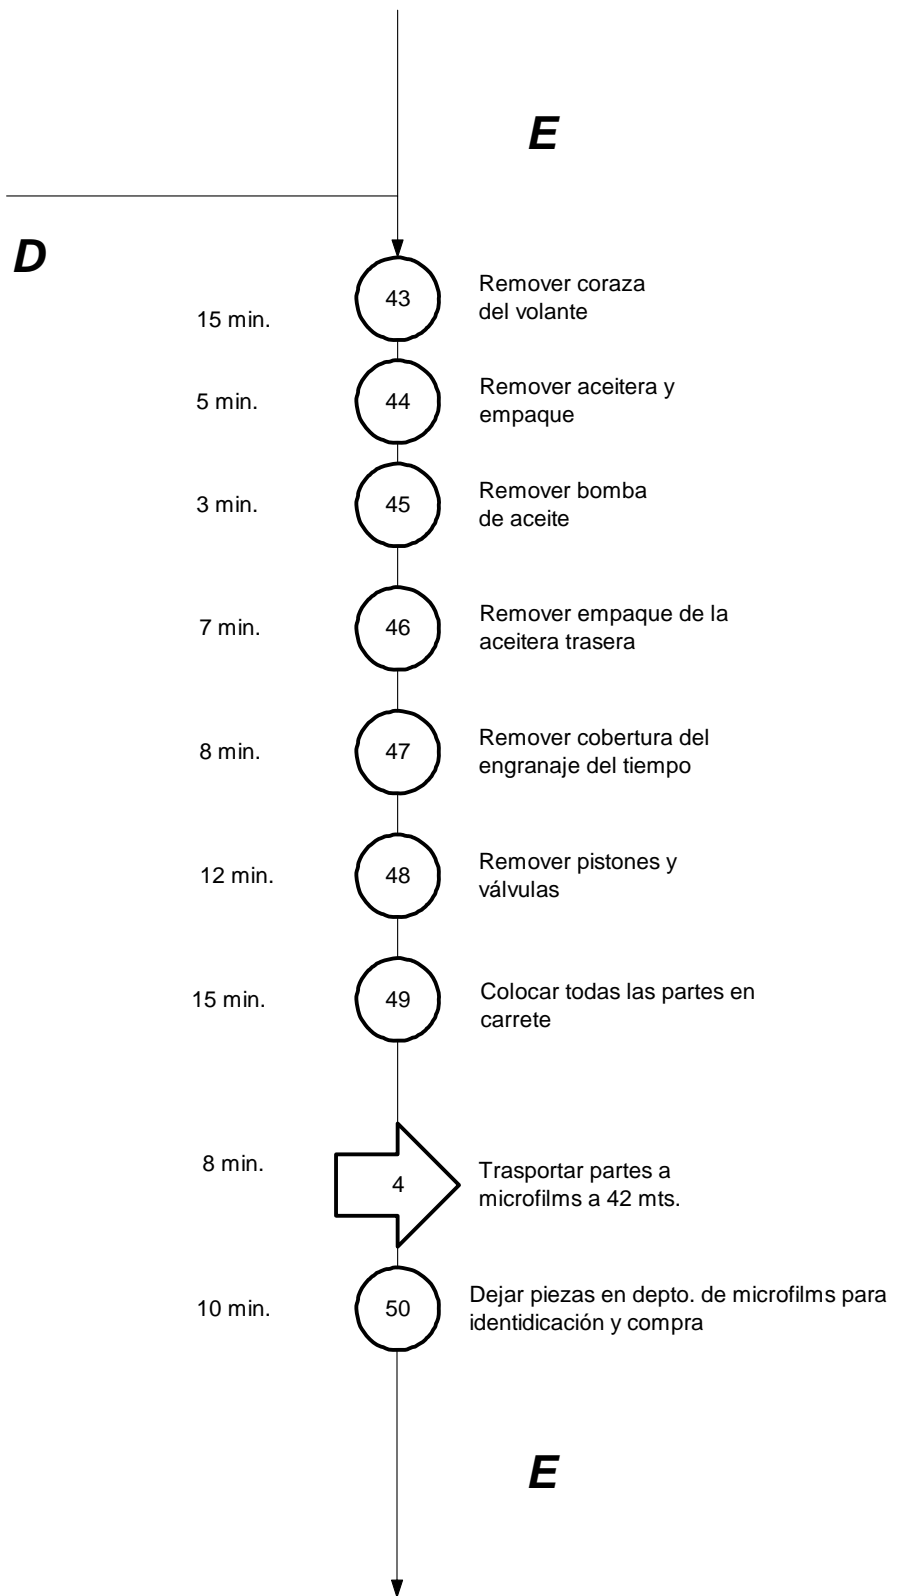 E
D
15 min.
43
Remover coraza
del volante
5 min.
44
Remover aceitera y
empaque
3 min.
45
Remover bomba
de aceite
7 min.
46
Remover empaque de la
aceitera trasera
8 min.
47
Remover cobertura del
engranaje del tiempo
12 min.
48
Remover pistones y
válvulas
15 min.
49
Colocar todas las partes en
carrete
8 min.
4
Trasportar partes a
microfilms a 42 mts.
10 min.
50
Dejar piezas en depto. de microfilms para
identidicación y compra
E